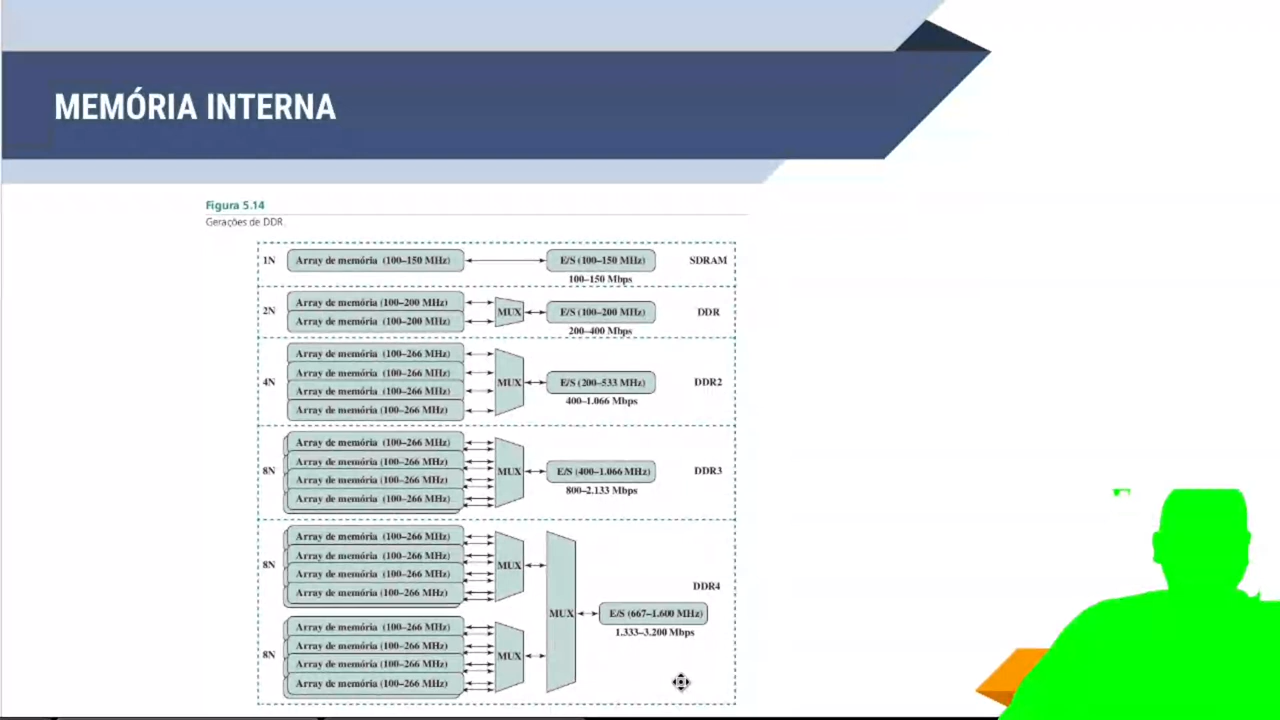 MEMÓRIA INTERNA
Figura 5.14
Gerações de DDR.
1N Array de memória (100–150 MHz) E/S (100–150 MHz) SDRAM
100–150 Mbps
2N Array de memória (100–200 MHz) MUX E/S (100–200 MHz) DDR
Array de memória (100–200 MHz)
200–400 Mbps
Array de memória (100–266 MHz)
Array de memória (100–266 MHz)
4N MUX E/S (200–533 MHz) DDR2
Array de memória (100–266 MHz)
400–1.066 Mbps
Array de memória (100–266 MHz)
Array de memória (100–266 MHz)
Array de memória (100–266 MHz)
8N MUX E/S (400–1.066 MHz) DDR3
Array de memória (100–266 MHz)
800–2.133 Mbps
Array de memória (100–266 MHz)
Array de memória (100–266 MHz)
Array de memória (100–266 MHz)
8N MUX
Array de memória (100–266 MHz)
DDR4
Array de memória (100–266 MHz)
MUX E/S (667–1.600 MHz)
Array de memória (100–266 MHz)
1.333–3.200 Mbps
Array de memória (100–266 MHz)
8N MUX
Array de memória (100–266 MHz)
Array de memória (100–266 MHz)